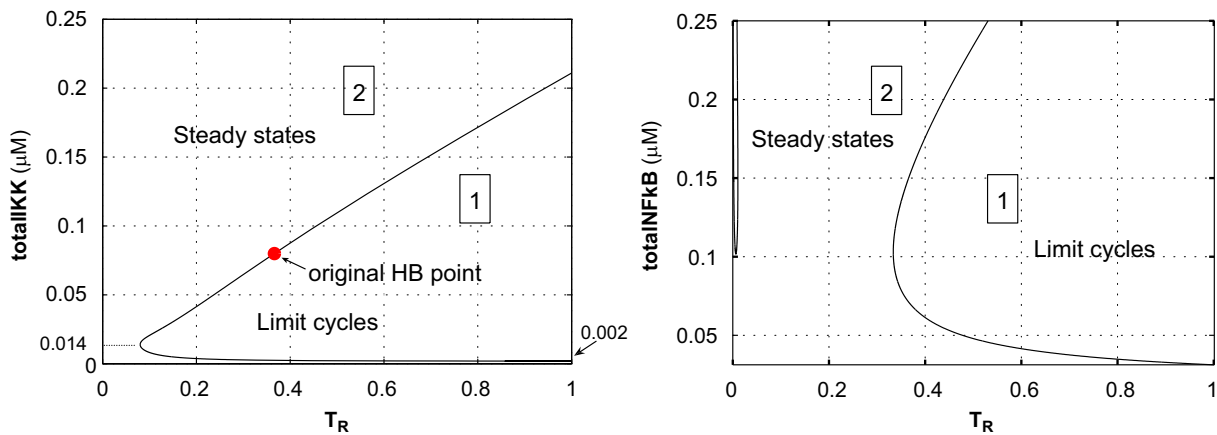 0.25
0.2
0.15
0.1
0.05
0.014
0
totalIKK (μM)
2
Steady states
1
original HB point
Limit cycles
0.002
0 0.2 0.4 0.6 0.8 1
T_R
0.25
0.2
0.15
0.1
0.05
totalNFkB (μM)
2
Steady states
1
Limit cycles
0 0.2 0.4 0.6 0.8 1
T_R